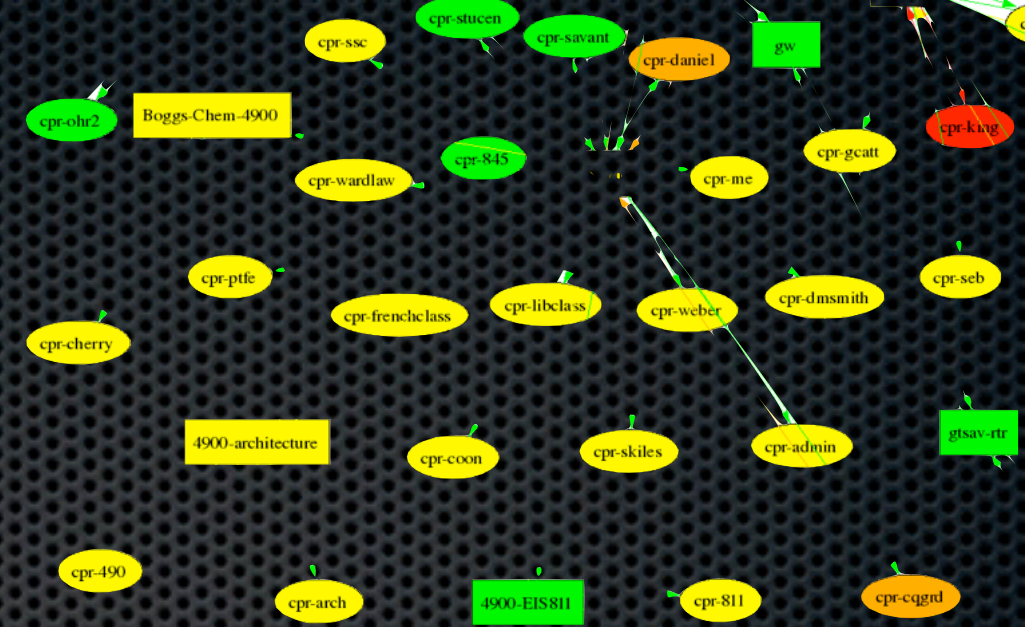 cpr-stucen
cpr-ssc
cpr-savant
cpr-daniel
gw
cpr-ohr2
Boggs-Chem-4900
cpr-king
cpr-845
cpr-gcatt
cpr-wardlaw
cpr-me
cpr-ptfe
cpr-seb
cpr-frenchclass
cpr-libclass
cpr-weber
cpr-dmsmith
cpr-cherry
4900-architecture
cpr-coon
cpr-skiles
cpr-admin
gtsav-rtr
cpr-490
cpr-arch
4900-EIS811
cpr-811
cpr-cqgrd